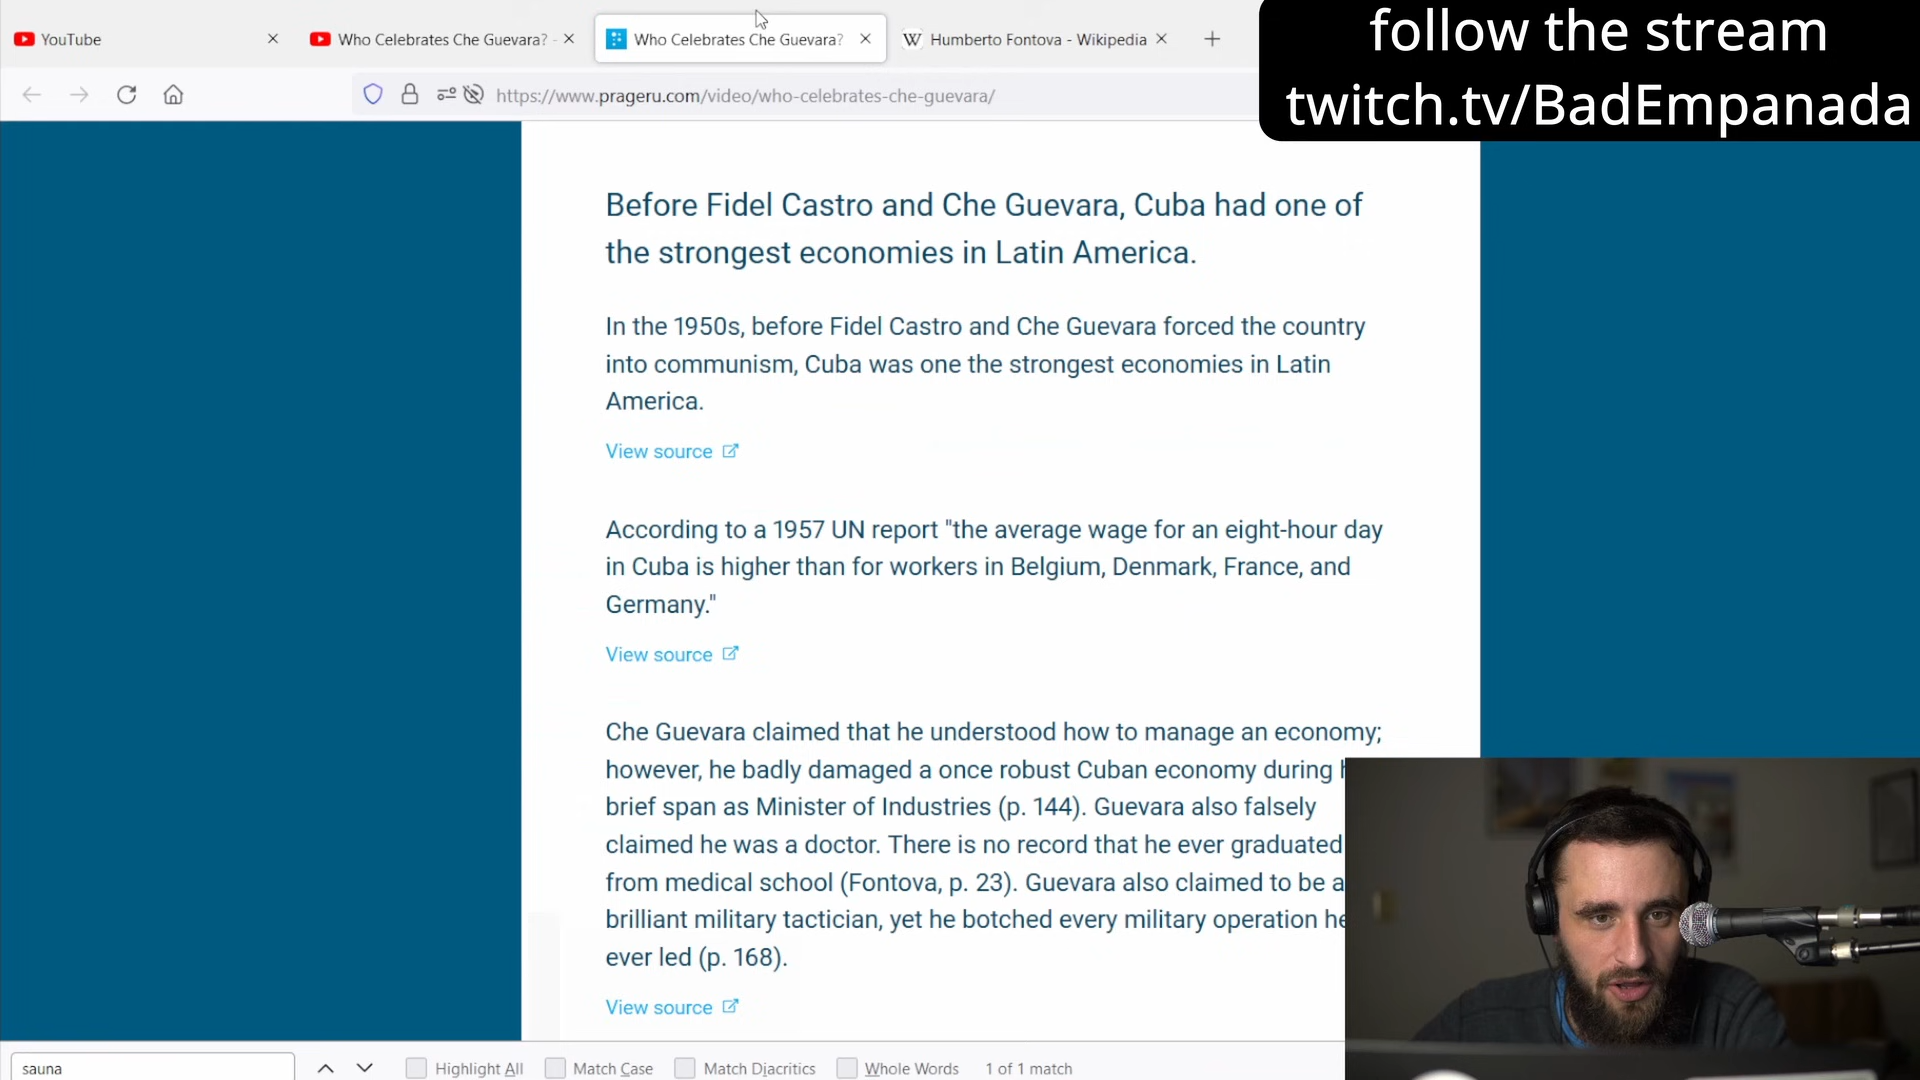 YouTube
Who Celebrates Che Guevara? -
Who Celebrates Che Guevara?
W Humberto Fontova - Wikipedia
follow the stream
twitch.tv/BadEmpanada
https://www.prageru.com/video/who-celebrates-che-guevara/
Before Fidel Castro and Che Guevara, Cuba had one of
the strongest economies in Latin America.
In the 1950s, before Fidel Castro and Che Guevara forced the country
into communism, Cuba was one the strongest economies in Latin
America.
View source
According to a 1957 UN report "the average wage for an eight-hour day
in Cuba is higher than for workers in Belgium, Denmark, France, and
Germany."
View source
Che Guevara claimed that he understood how to manage an economy;
however, he badly damaged a once robust Cuban economy during
brief span as Minister of Industries (p. 144). Guevara also falsely
claimed he was a doctor. There is no record that he ever graduated
from medical school (Fontova, p. 23). Guevara also claimed to be a
brilliant military tactician, yet he botched every military operation he
ever led (p. 168).
View source
sauna
Highlight All
Match Case
Match Diacritics
Whole Words
1 of 1 match